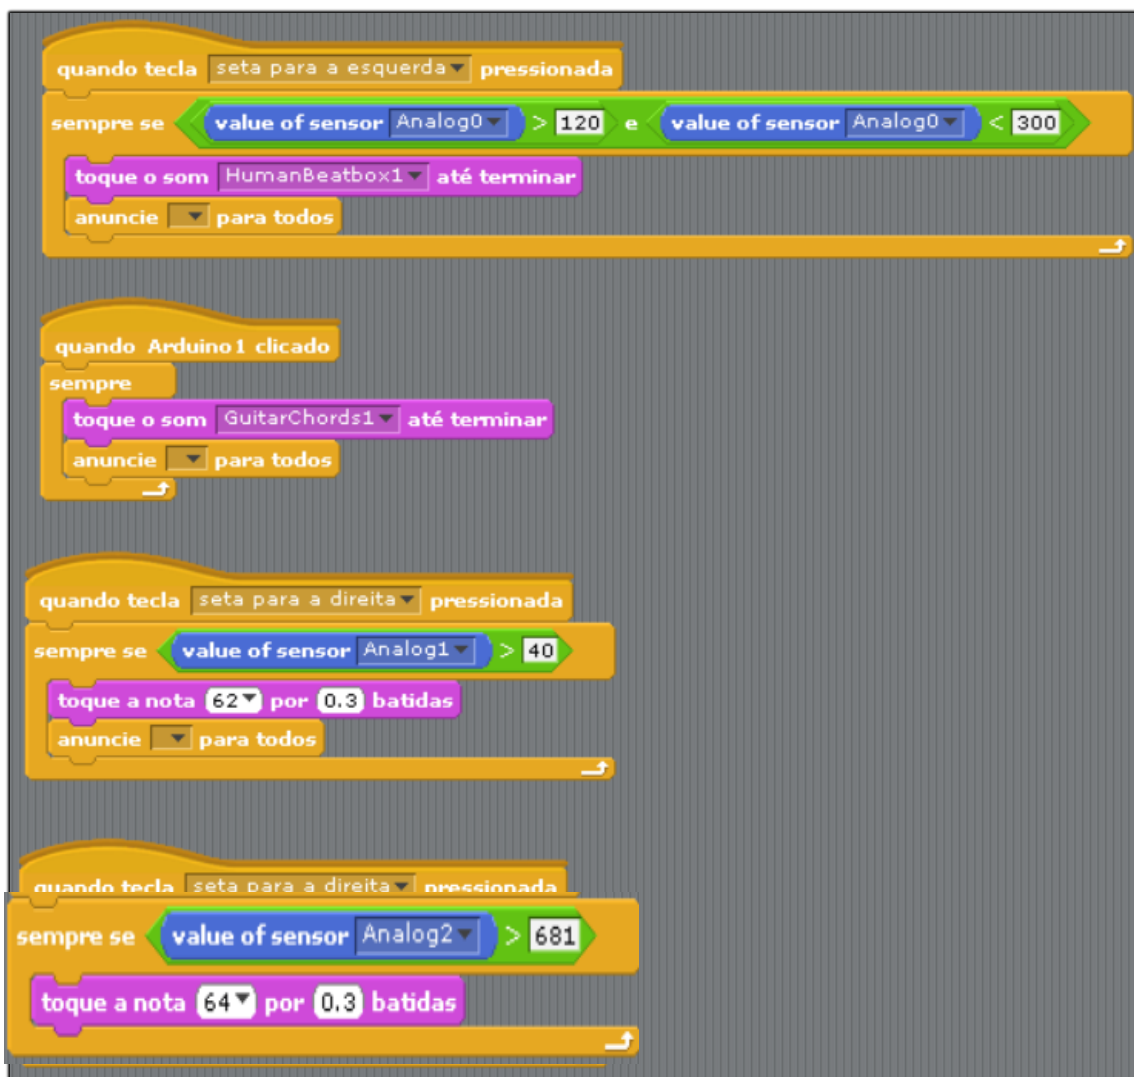 quando tecla seta para a esquerda pressionada
sempre se value of sensor Analog0 > 120 e value of sensor Analog0 < 300
toque o som HumanBeatbox1 até terminar
anuncie para todos
quando Arduino1 clicado
sempre
toque o som GuitarChords1 até terminar
anuncie para todos
quando tecla seta para a direita pressionada
sempre se value of sensor Analog1 > 40
toque a nota 62 por 0.3 batidas
anuncie para todos
quando tecla seta para a direita pressionada
sempre se value of sensor Analog2 > 681
toque a nota 64 por 0.3 batidas